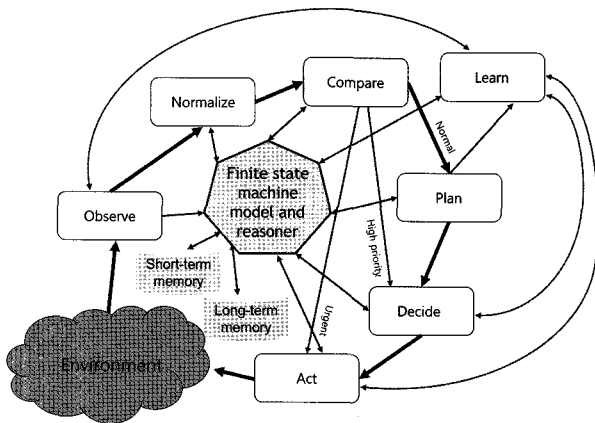 Compare
Learn
Normalize
Normal
Finite state
machine
model and
reasoner
Observe
Plan
High priority
Short-term
memory
Long-term
memory
Urgent
Decide
Environment
Act